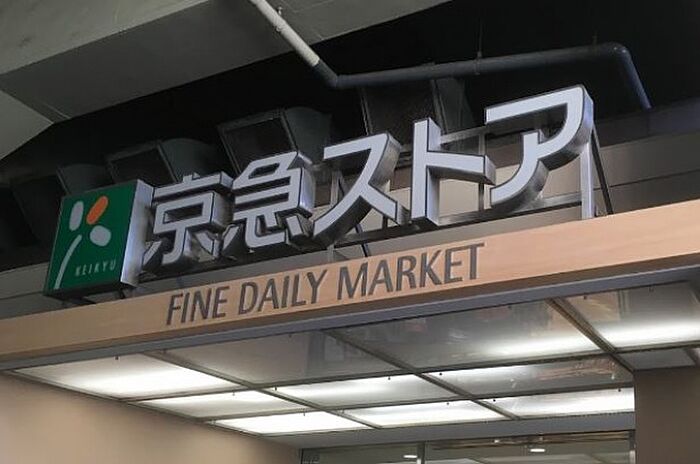 京急ストア
KEIKYU
FINE DAILY MARKET